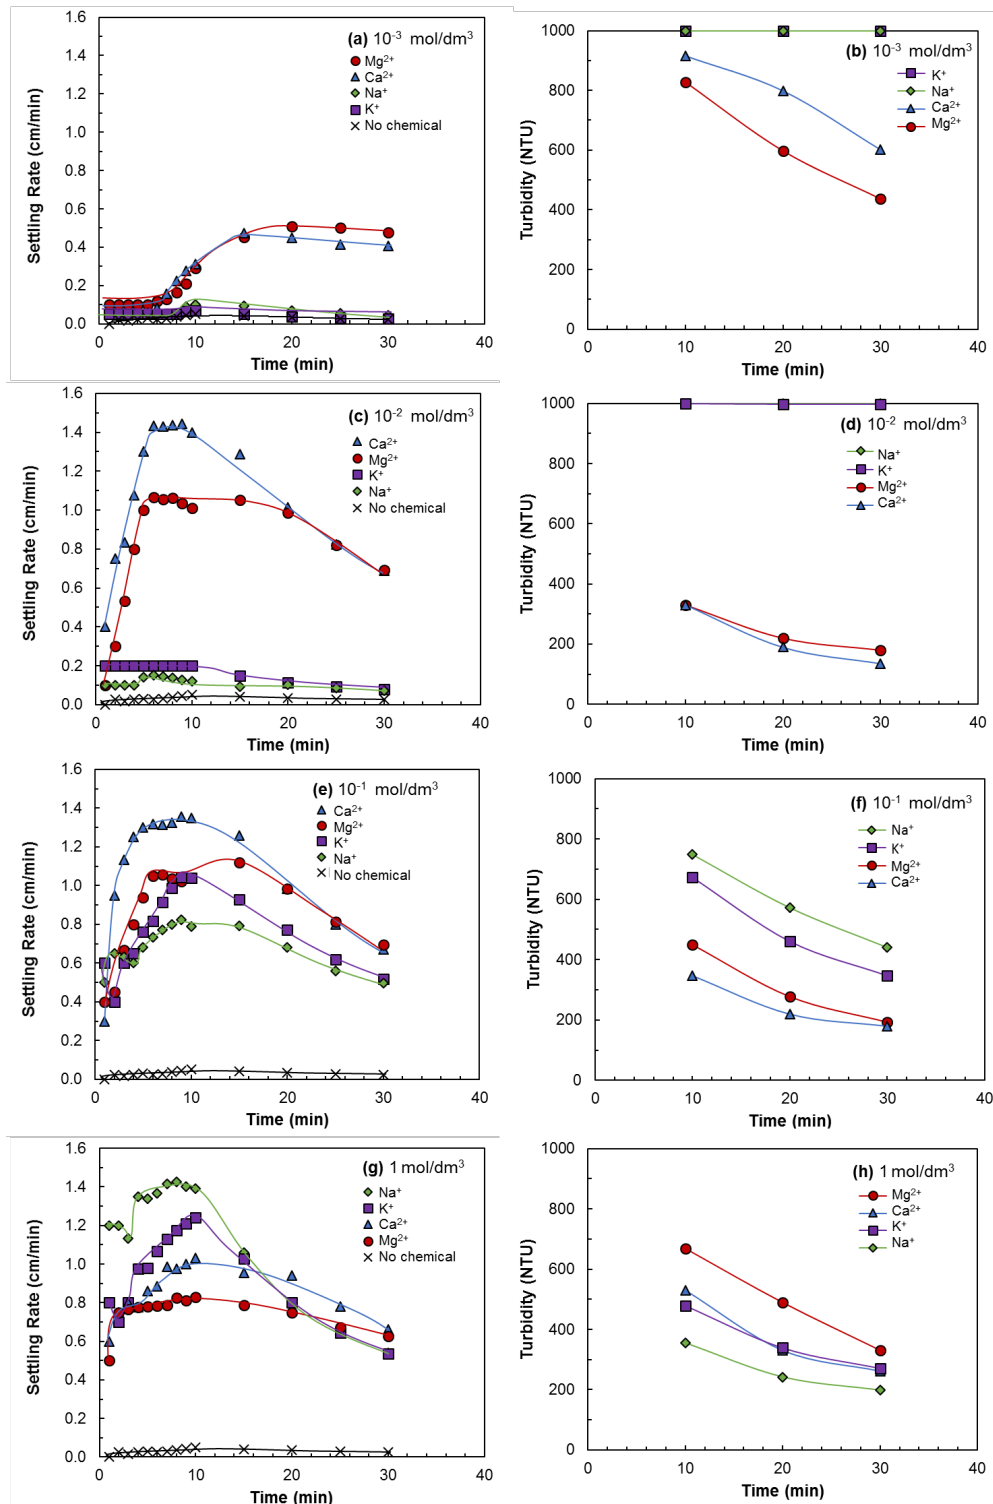 1.6
1.4
1.2
1.0
0.8
0.6
0.4
0.2
0.0
Settling Rate (cm/min)
(a) 10⁻³ mol/dm³
Mg²⁺
Ca²⁺
Na⁺
K⁺
No chemical
0 10 20 30 40
Time (min)
1000
800
600
400
200
0
Turbidity (NTU)
(b) 10⁻³ mol/dm³
K⁺
Na⁺
Ca²⁺
Mg²⁺
0 10 20 30 40
Time (min)
1.6
1.4
1.2
1.0
0.8
0.6
0.4
0.2
0.0
Settling Rate (cm/min)
(c) 10⁻² mol/dm³
Ca²⁺
Mg²⁺
K⁺
Na⁺
No chemical
0 10 20 30 40
Time (min)
1000
800
600
400
200
0
Turbidity (NTU)
(d) 10⁻² mol/dm³
Na⁺
K⁺
Mg²⁺
Ca²⁺
0 10 20 30 40
Time (min)
1.6
1.4
1.2
1.0
0.8
0.6
0.4
0.2
0.0
Settling Rate (cm/min)
(e) 10⁻¹ mol/dm³
Ca²⁺
Mg²⁺
K⁺
Na⁺
No chemical
0 10 20 30 40
Time (min)
1000
800
600
400
200
0
Turbidity (NTU)
(f) 10⁻¹ mol/dm³
Na⁺
K⁺
Mg²⁺
Ca²⁺
0 10 20 30 40
Time (min)
1.6
1.4
1.2
1.0
0.8
0.6
0.4
0.2
0.0
Settling Rate (cm/min)
(g) 1 mol/dm³
Na⁺
K⁺
Ca²⁺
Mg²⁺
No chemical
0 10 20 30 40
Time (min)
1000
800
600
400
200
0
Turbidity (NTU)
(h) 1 mol/dm³
Mg²⁺
Ca²⁺
K⁺
Na⁺
0 10 20 30 40
Time (min)